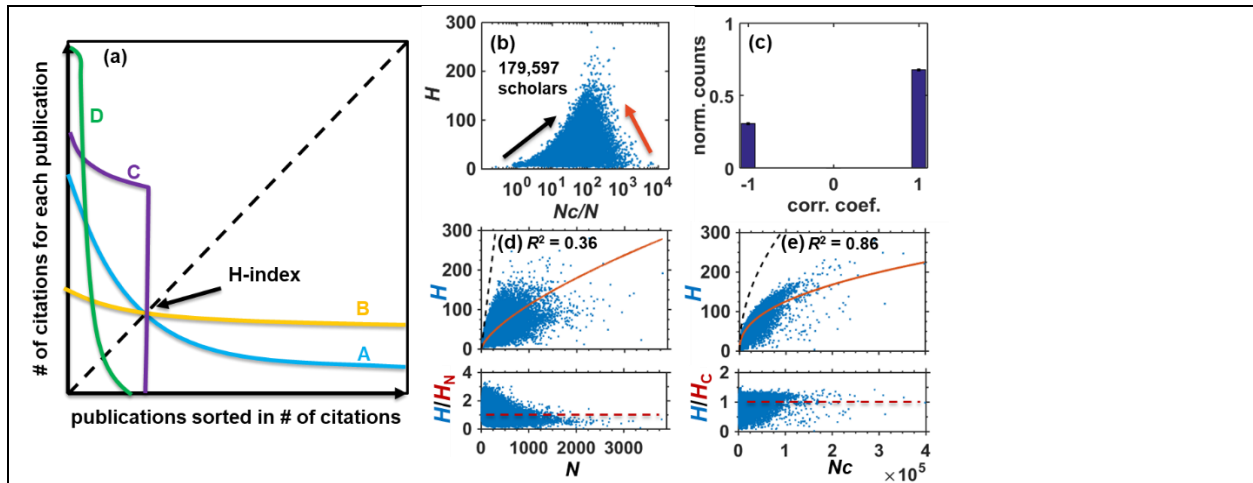 (a)
D
C
B
A
H-index
# of citations for each publication
publications sorted in # of citations
(b)
179,597
scholars
H
300
200
100
0
10^0 10^1 10^2 10^3 10^4
Nc/N
(c)
norm. counts
1
0.5
0
-1 0 1
corr. coef.
(d) R² = 0.36
H
300
200
100
0
H/H_N
4
2
0
0 1000 2000 3000
N
(e) R² = 0.86
H
300
200
100
0
H/H_C
2
1
0
0 1 2 3 4
Nc
×10^5